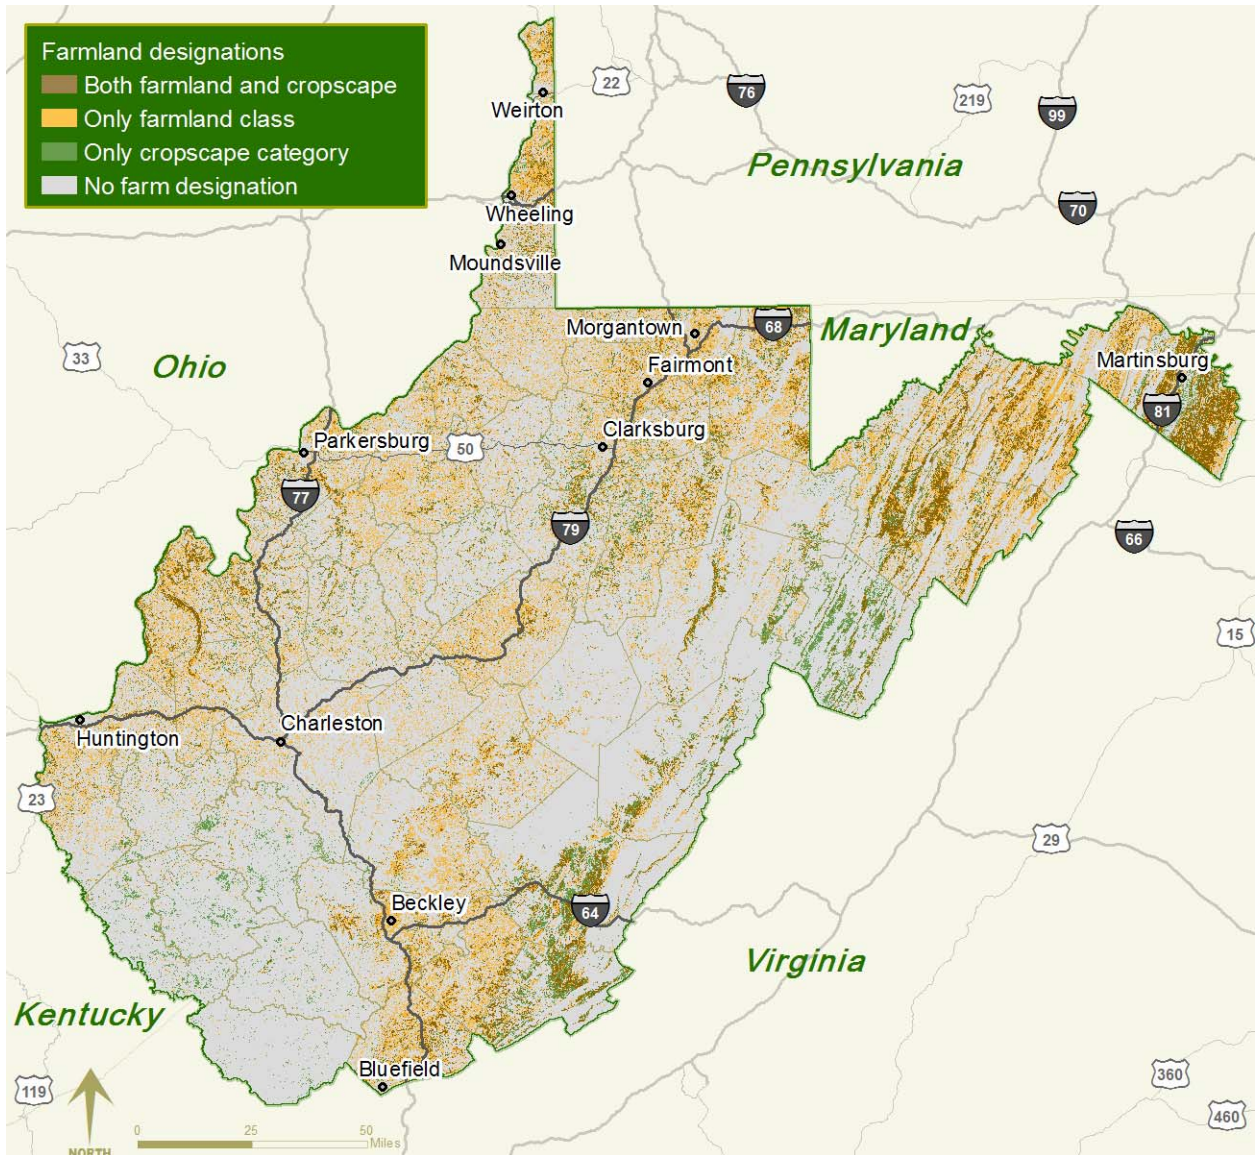 Farmland designations
Both farmland and cropscape
Only farmland class
Only cropscape category
No farm designation
22
76
219
99
Weirton
Pennsylvania
70
Wheeling
Moundsville
68
Morgantown
Maryland
33
Ohio
Fairmont
Martinsburg
81
Parkersburg
50
Clarksburg
77
79
66
15
Huntington
Charleston
23
29
Beckley
64
Virginia
Kentucky
Bluefield
119
360
460
0 25 50
Miles
NORTH